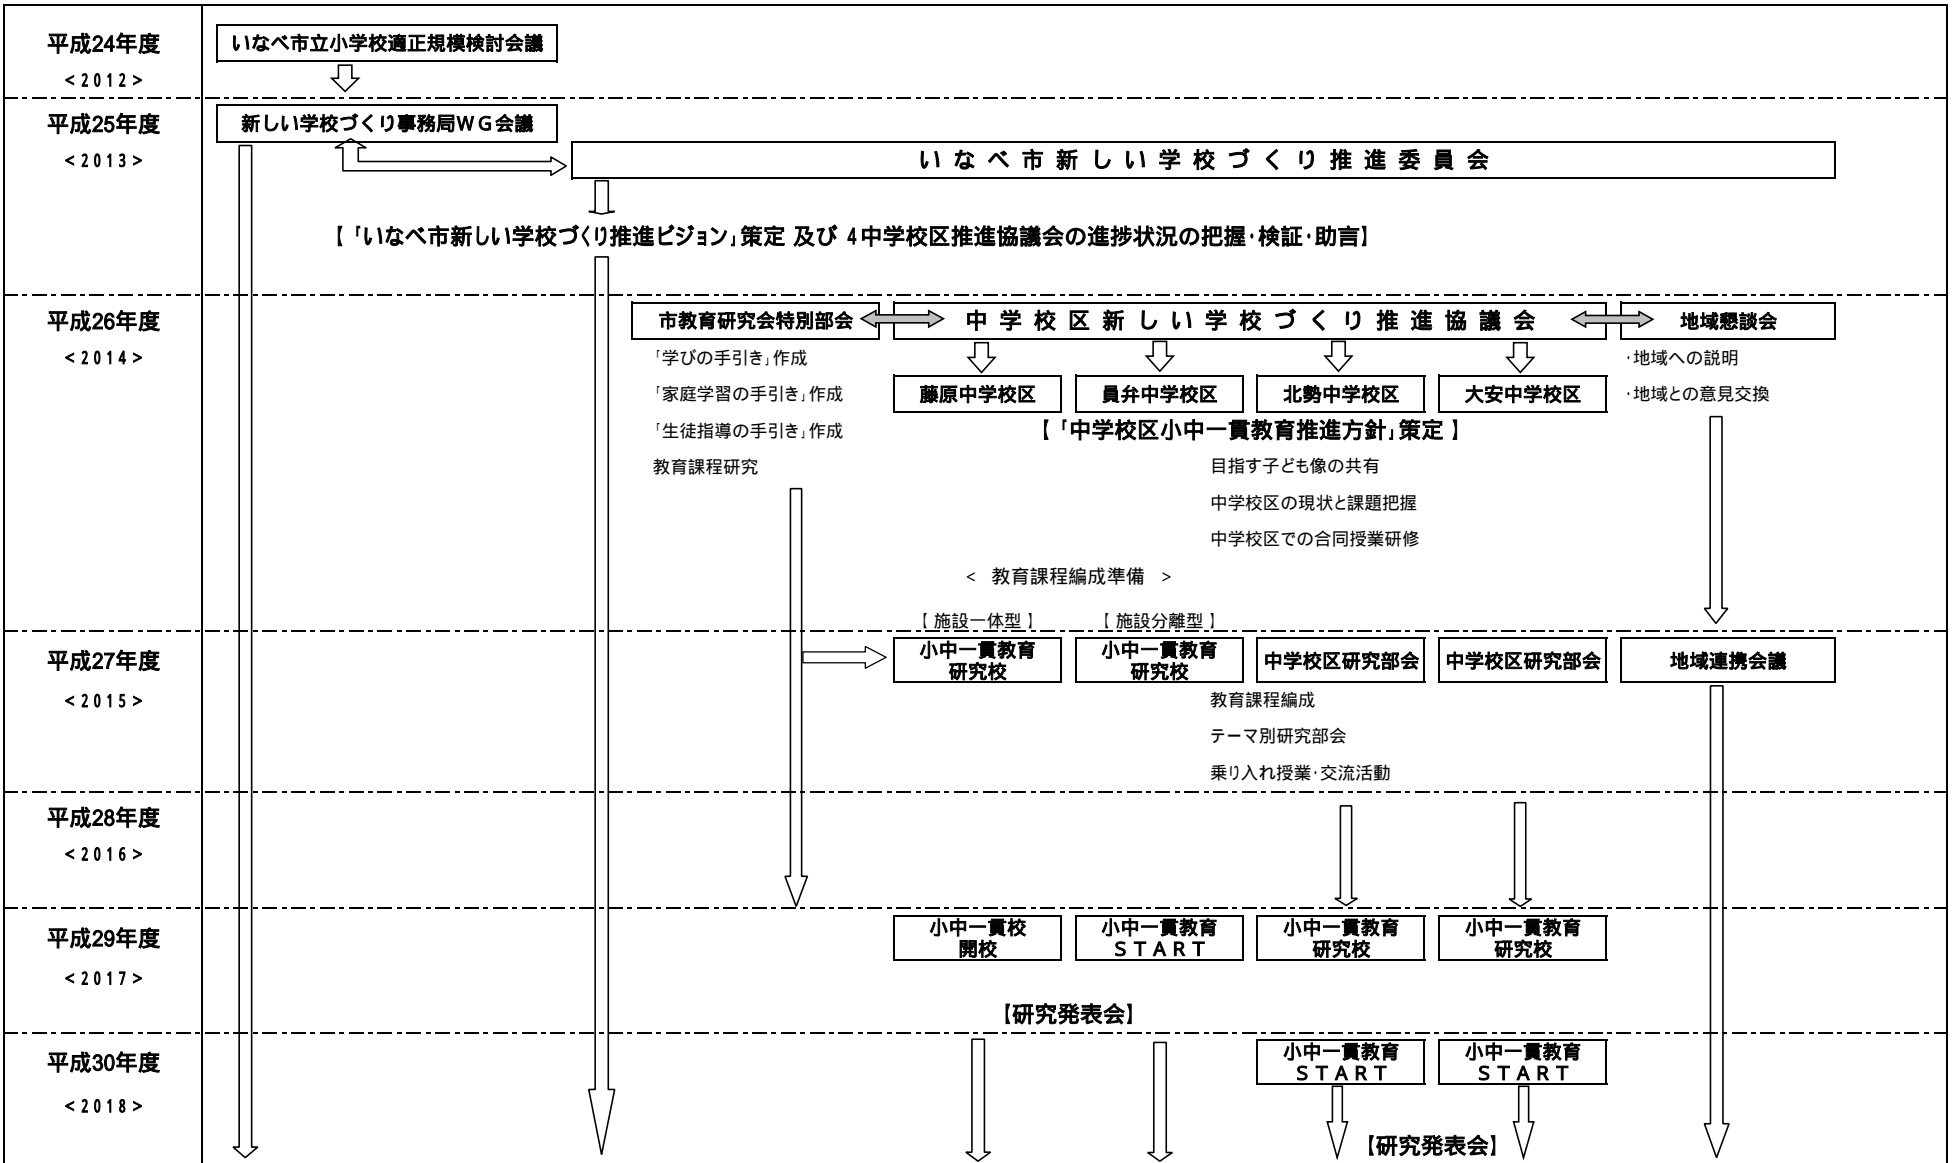 平成24年度
いなべ市立小学校適正規模検討会議
<2012>
平成25年度
新しい学校づくり事務局WG会議
<2013>
いなべ市新しい学校づくり推進委員会
【「いなべ市新しい学校づくり推進ビジョン」策定 及び 4中学校区推進協議会の進捗状況の把握・検証・助言】
平成26年度
市教育研究会特別部会
中学校区新しい学校づくり推進協議会
地域懇談会
<2014>
「学びの手引き」作成
・地域への説明
「家庭学習の手引き」作成
藤原中学校区
員弁中学校区
北勢中学校区
大安中学校区
・地域との意見交換
「生徒指導の手引き」作成
【「中学校区小中一貫教育推進方針」策定 】
教育課程研究
目指す子ども像の共有
中学校区の現状と課題把握
中学校区での合同授業研修
< 教育課程編成準備 >
【 施設一体型 】
【 施設分離型 】
平成27年度
小中一貫教育
研究校
小中一貫教育
研究校
中学校区研究部会
中学校区研究部会
地域連携会議
<2015>
教育課程編成
テーマ別研究部会
乗り入れ授業・交流活動
平成28年度
<2016>
平成29年度
小中一貫校
開校
小中一貫教育
START
小中一貫教育
研究校
小中一貫教育
研究校
<2017>
【研究発表会】
平成30年度
小中一貫教育
START
小中一貫教育
START
<2018>
【研究発表会】